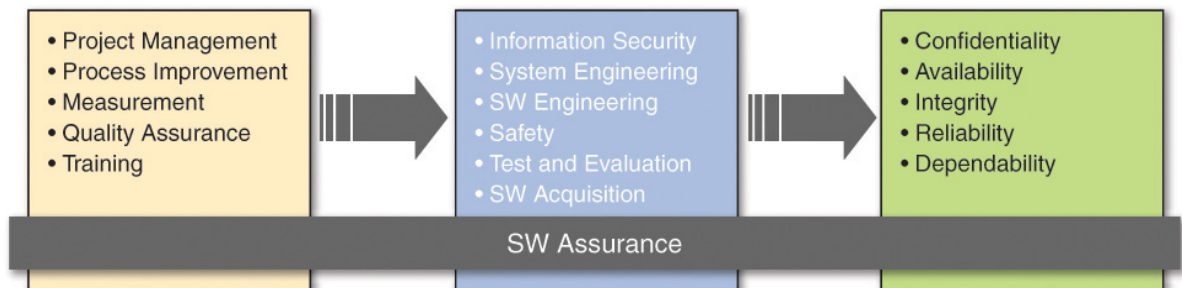 • Project Management
• Process Improvement
• Measurement
• Quality Assurance
• Training
• Information Security
• System Engineering
• SW Engineering
• Safety
• Test and Evaluation
• SW Acquisition
• Confidentiality
• Availability
• Integrity
• Reliability
• Dependability
SW Assurance